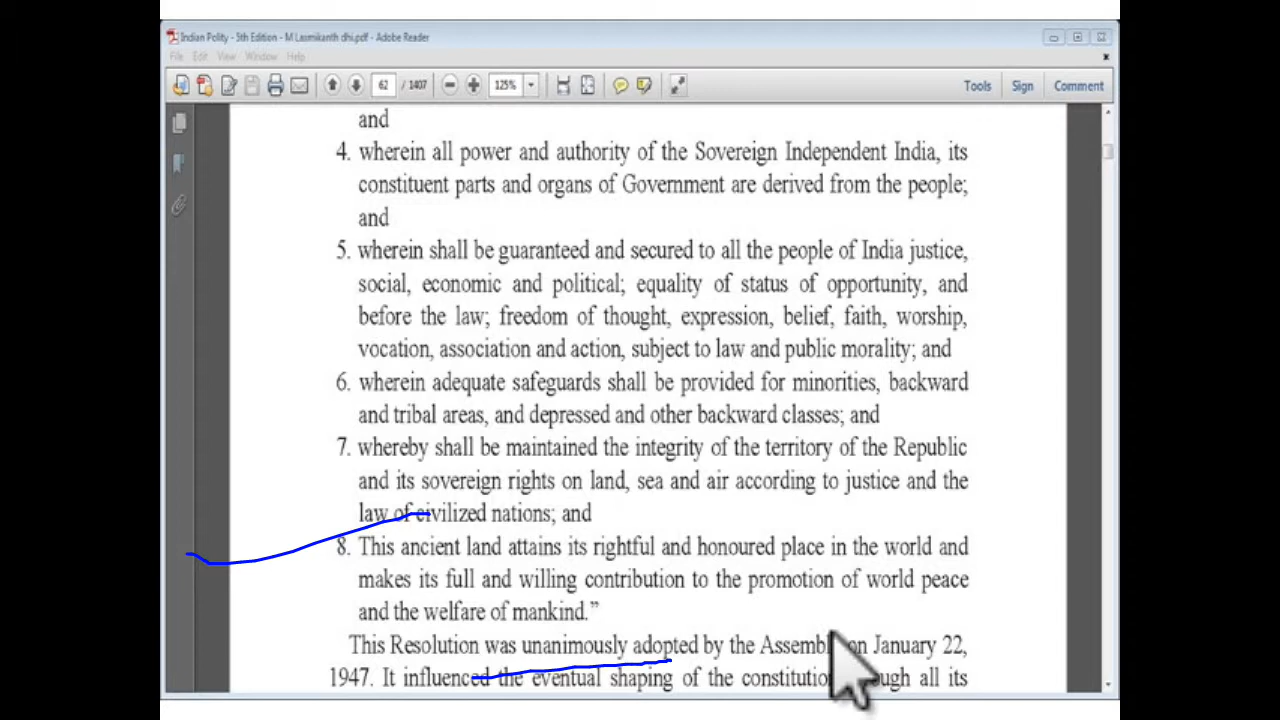 Indian Polity - 5th Edition - M Laxmikanth dhi.pdf - Adobe Reader
File Edit View Window Help
62 / 1407 125% Tools Sign Comment
and
4. wherein all power and authority of the Sovereign Independent India, its
constituent parts and organs of Government are derived from the people;
and
5. wherein shall be guaranteed and secured to all the people of India justice,
social, economic and political; equality of status of opportunity, and
before the law; freedom of thought, expression, belief, faith, worship,
vocation, association and action, subject to law and public morality; and
6. wherein adequate safeguards shall be provided for minorities, backward
and tribal areas, and depressed and other backward classes; and
7. whereby shall be maintained the integrity of the territory of the Republic
and its sovereign rights on land, sea and air according to justice and the
law of civilized nations; and
8. This ancient land attains its rightful and honoured place in the world and
makes its full and willing contribution to the promotion of world peace
and the welfare of mankind.”
This Resolution was unanimously adopted by the Assembly on January 22,
1947. It influenced the eventual shaping of the constitution through all its